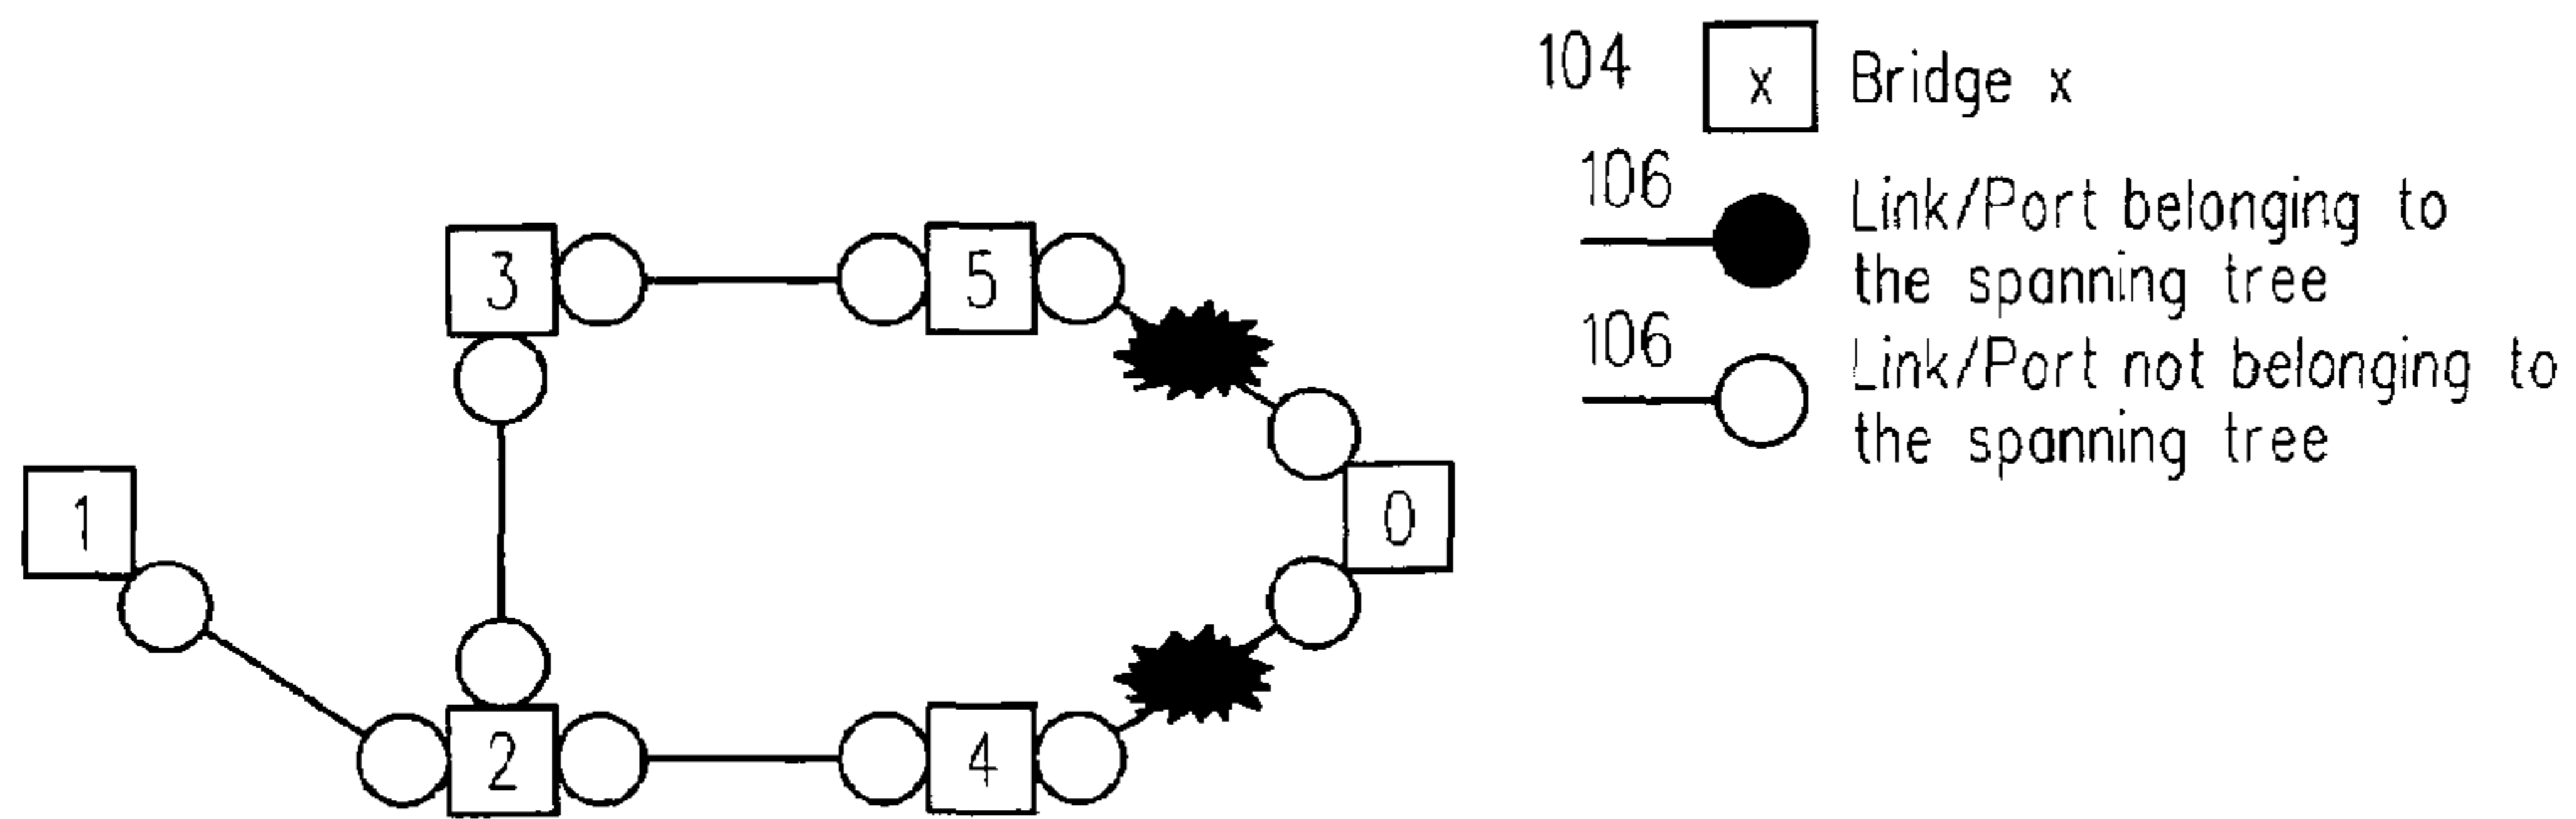 104 x Bridge x
106 Link/Port belonging to
the spanning tree
106 Link/Port not belonging to
the spanning tree
3 5
1 0
2 4